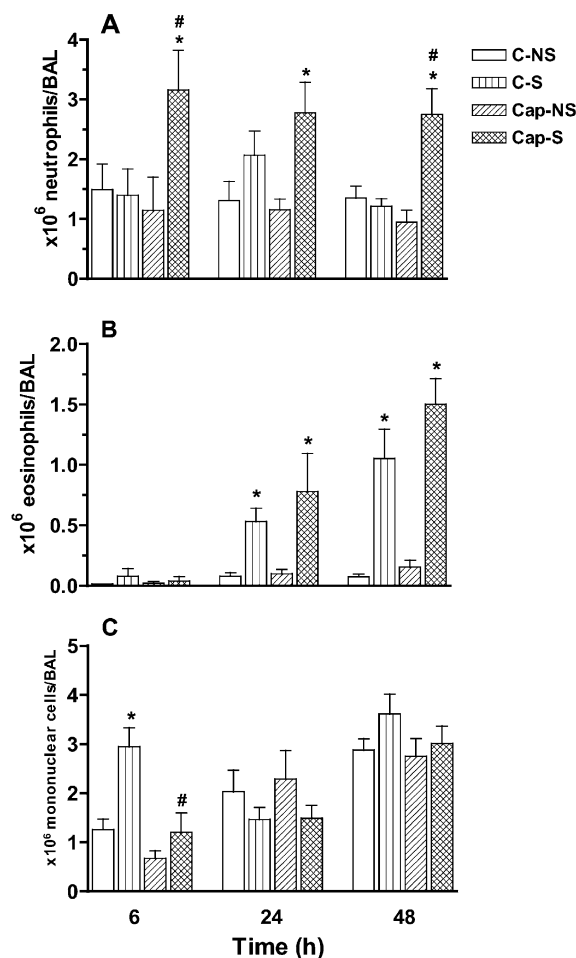 A
x10⁶ neutrophils/BAL
4
3
2
1
0
#
*
*
#
*
C-NS
C-S
Cap-NS
Cap-S
B
x10⁶ eosinophils/BAL
2.0
1.5
1.0
0.5
0.0
*
*
*
*
C
x10⁶ mononuclear cells/BAL
5
4
3
2
1
0
*
#
6 24 48
Time (h)